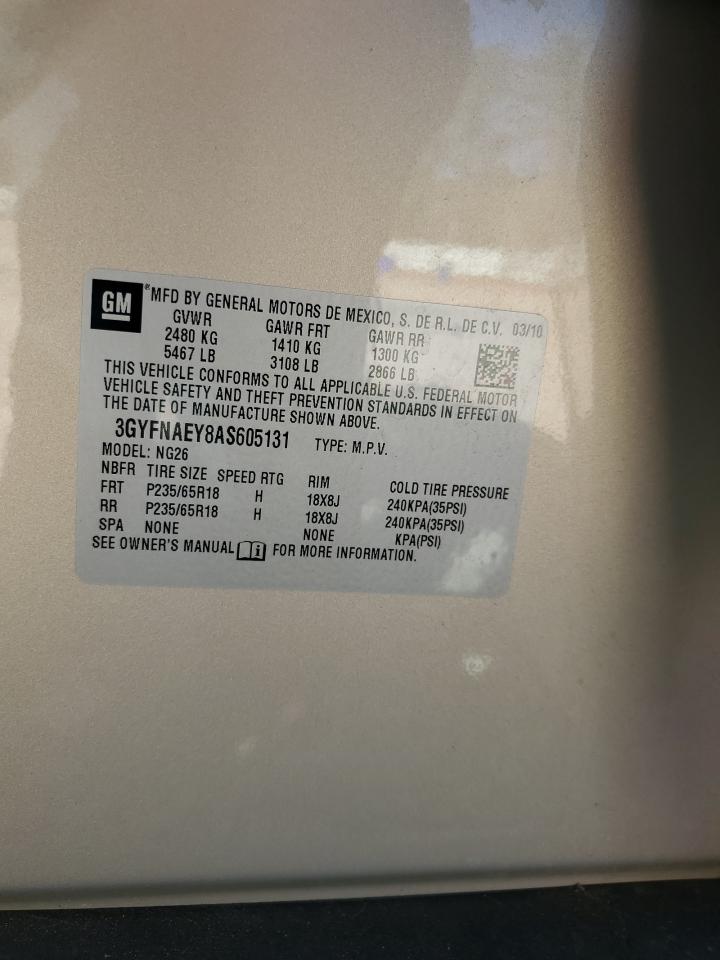 GM ® MFD BY GENERAL MOTORS DE MEXICO, S. DE R.L. DE C.V. 03/10
GVWR GAWR FRT GAWR RR
2480 KG 1410 KG 1300 KG
5467 LB 3108 LB 2866 LB
THIS VEHICLE CONFORMS TO ALL APPLICABLE U.S. FEDERAL MOTOR
VEHICLE SAFETY AND THEFT PREVENTION STANDARDS IN EFFECT ON
THE DATE OF MANUFACTURE SHOWN ABOVE.
3GYFNAEY8AS605131 TYPE: M.P.V.
MODEL: NG26
NBFR TIRE SIZE SPEED RTG RIM COLD TIRE PRESSURE
FRT P235/65R18 H 18X8J 240KPA(35PSI)
RR P235/65R18 H 18X8J 240KPA(35PSI)
SPA NONE NONE KPA(PSI)
SEE OWNER'S MANUAL FOR MORE INFORMATION.